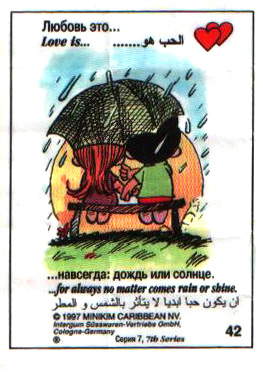 Любовь это...
Love is... الحب هو.......
...навсегда: дождь или солнце.
...for always no matter comes rain or shine.
ان يكون حبا ابديا لا يتأثر بالشمس و المطر
© 1997 MINIKIM CARIBBEAN NV.
Intergum Süsswaren-Vertriebs GmbH,
Cologne-Germany
42
® Серия 7, 7th Series